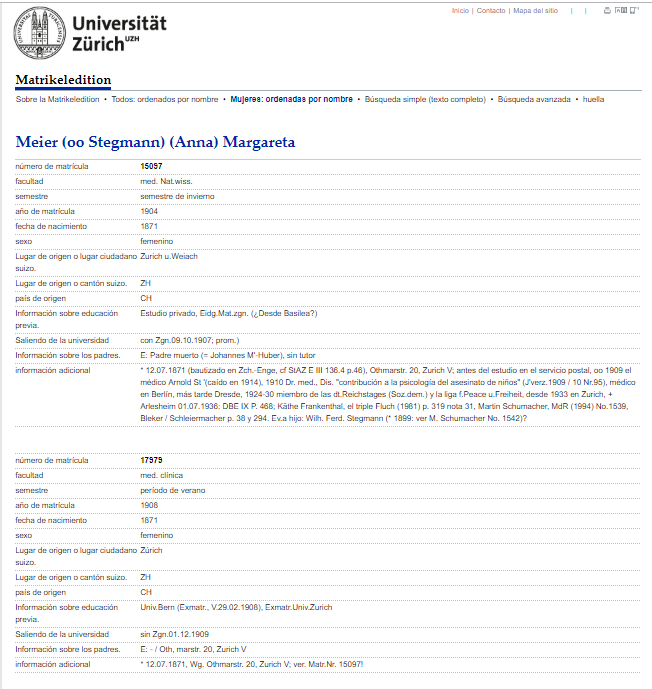 Universität
Zürich UZH
Inicio | Contacto | Mapa del sitio | |
Matrikeledition
Sobre la Matrikeledition • Todos: ordenados por nombre • Mujeres: ordenadas por nombre • Búsqueda simple (texto completo) • Búsqueda avanzada • huella
Meier (oo Stegmann) (Anna) Margareta
número de matrícula 15097
facultad med. Nat.wiss.
semestre semestre de invierno
año de matrícula 1904
fecha de nacimiento 1871
sexo femenino
Lugar de origen o lugar ciudadano Zurich u.Weiach
suizo.
Lugar de origen o cantón suizo. ZH
país de origen CH
Información sobre educación Estudio privado, Eidg.Mat.zgn. (¿Desde Basilea?)
previa.
Saliendo de la universidad con Zgn.09.10.1907; prom.)
Información sobre los padres. E: Padre muerto (= Johannes M'-Huber), sin tutor
información adicional * 12.07.1871 (bautizado en Zch.-Enge, cf StAZ E III 136.4 p.46), Othmarstr. 20, Zurich V; antes del estudio en el servicio postal, oo 1909 el
médico Arnold St '(caído en 1914), 1910 Dr. med., Dis. "contribución a la psicología del asesinato de niños" (J'verz.1909 / 10 Nr.95), médico
en Berlín, más tarde Dresde, 1924-30 miembro de las dt.Reichstages (Soz.dem.) y la liga f.Peace u.Freiheit, desde 1933 en Zurich, +
Arlesheim 01.07.1936: DBE IX P. 468; Käthe Frankenthal, el triple Fluch (1981) p. 319 nota 31, Martin Schumacher, MdR (1994) No.1539,
Bleker / Schleiermacher p. 38 y 294. Ev.a hijo: Wilh. Ferd. Stegmann (* 1899: ver M. Schumacher No. 1542)?
número de matrícula 17979
facultad med. clínica
semestre período de verano
año de matrícula 1908
fecha de nacimiento 1871
sexo femenino
Lugar de origen o lugar ciudadano Zúrich
suizo.
Lugar de origen o cantón suizo. ZH
país de origen CH
Información sobre educación Univ.Bern (Exmatr., V.29.02.1908), Exmatr.Univ.Zurich
previa.
Saliendo de la universidad sin Zgn.01.12.1909
Información sobre los padres. E: - / Oth, marstr. 20, Zurich V
información adicional * 12.07.1871, Wg. Othmarstr. 20, Zurich V; ver. Matr.Nr. 15097!